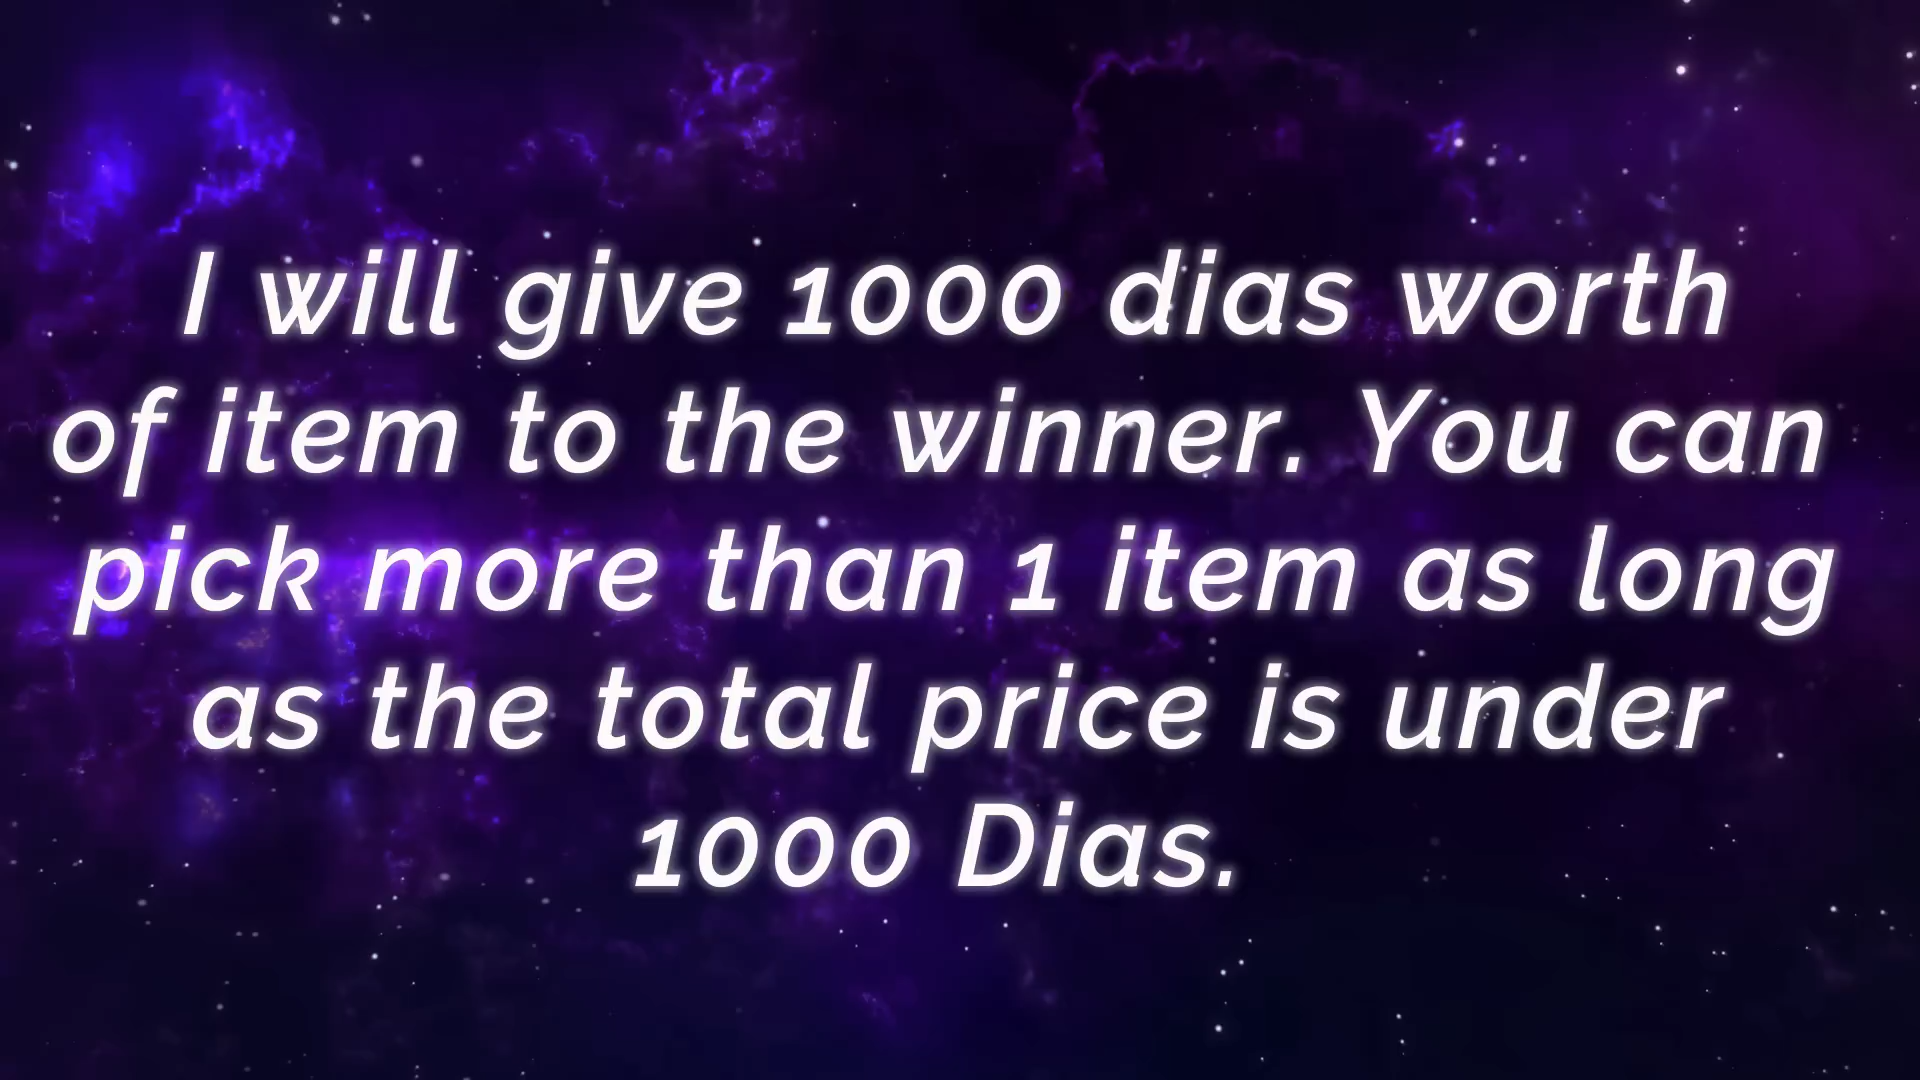 I will give 1000 dias worth
of item to the winner. You can
pick more than 1 item as long
as the total price is under
1000 Dias.